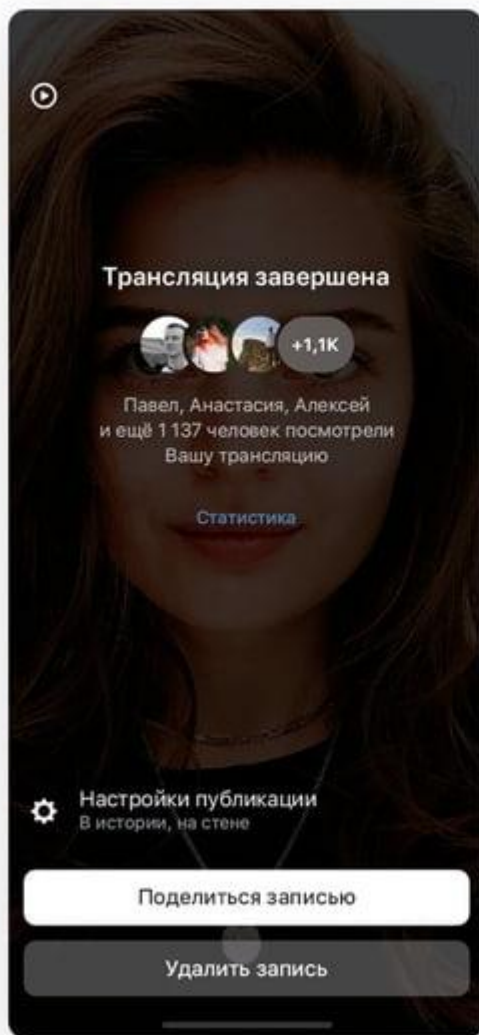 Трансляция завершена
+1,1K
Павел, Анастасия, Алексей
и ещё 1 137 человек посмотрели
Вашу трансляцию
Статистика
Настройки публикации
В истории, на стене
Поделиться записью
Удалить запись